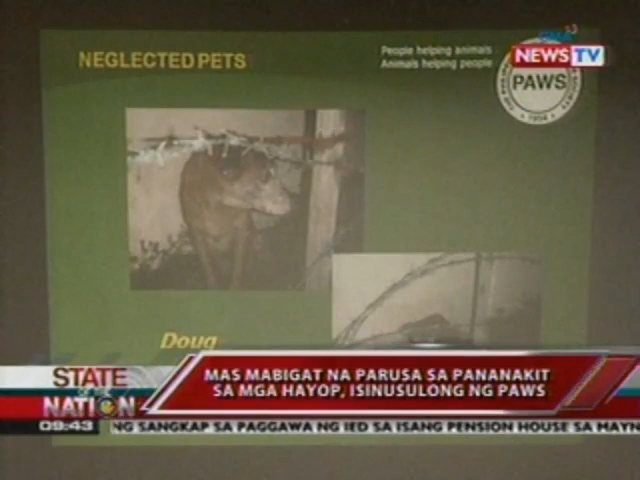 NEGLECTED PETS
People helping animals
Animals helping people
NEWS TV
PAWS
1954
Doug
STATE
OF THE
NATION
MAS MABIGAT NA PARUSA SA PANANAKIT
SA MGA HAYOP, ISINUSULONG NG PAWS
09:43
NG SANGKAP SA PAGGAWA NG IED SA ISANG PENSION HOUSE SA MAYN